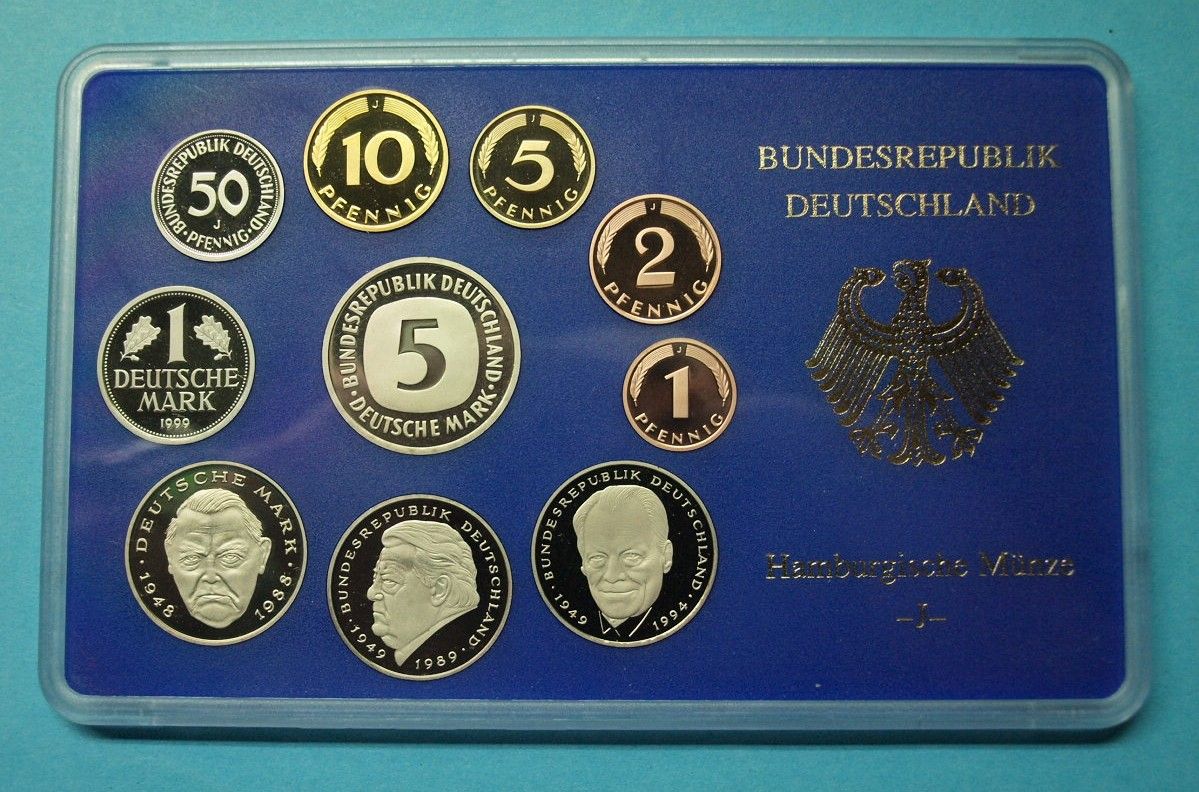 BUNDESREPUBLIK DEUTSCHLAND
50
J
· PFENNIG ·
J
10
PFENNIG
J
5
PFENNIG
J
2
PFENNIG
J
1
PFENNIG
1
DEUTSCHE
MARK
1999
· BUNDESREPUBLIK DEUTSCHLAND ·
5
DEUTSCHE MARK
· DEUTSCHE MARK ·
1948 1988
· BUNDESREPUBLIK DEUTSCHLAND ·
1949 1989
· BUNDESREPUBLIK DEUTSCHLAND ·
1949 1994
BUNDESREPUBLIK
DEUTSCHLAND
Hamburgische Münze
–J–